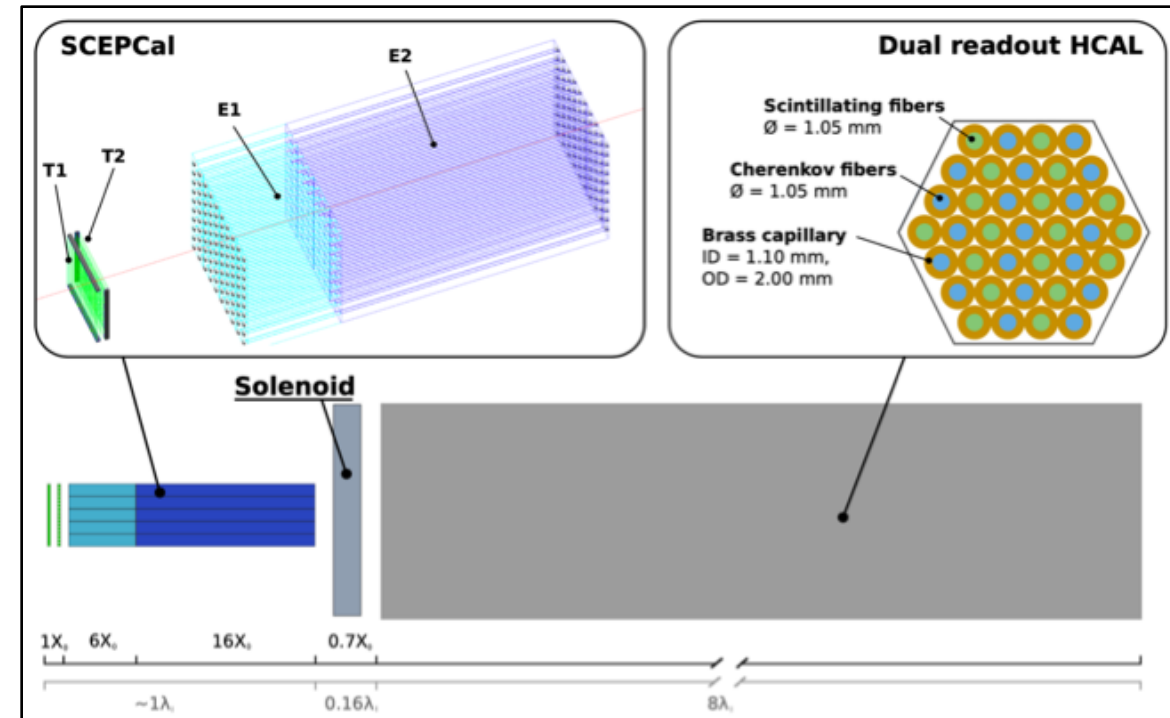 SCEPCal
E2
E1
T2
T1
Dual readout HCAL
Scintillating fibers
Ø = 1.05 mm
Cherenkov fibers
Ø = 1.05 mm
Brass capillary
ID = 1.10 mm,
OD = 2.00 mm
Solenoid
1X₀ 6X₀ 16X₀ 0.7X₀
~1λᵢ 0.16λᵢ 8λᵢ